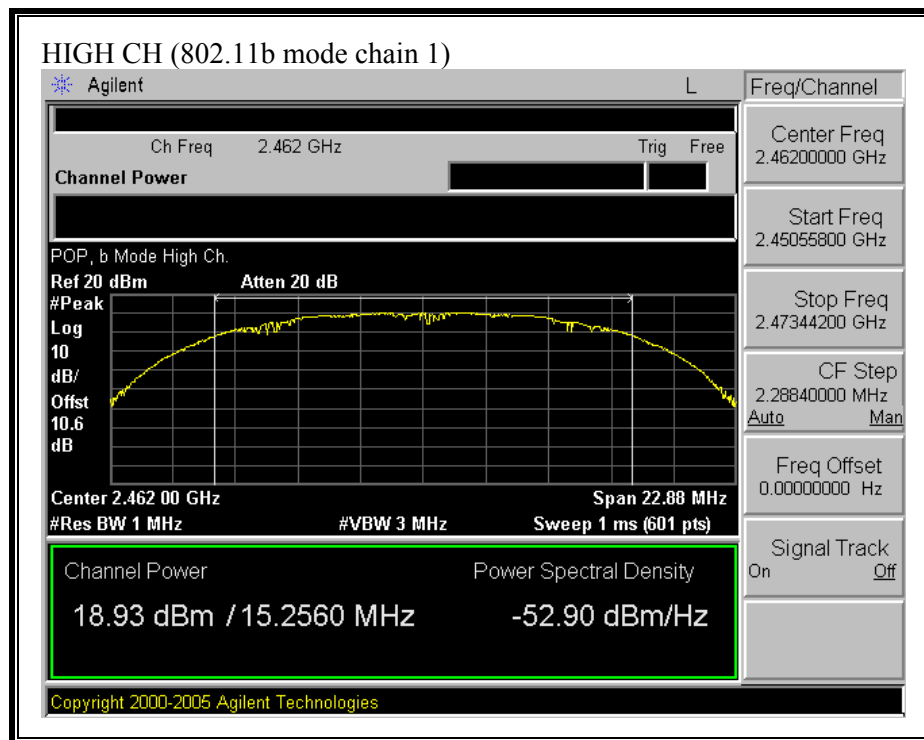 HIGH CH (802.11b mode chain 1)
Agilent L Freq/Channel
Ch Freq 2.462 GHz Trig Free
Channel Power
Center Freq
2.46200000 GHz
Start Freq
2.45055800 GHz
Stop Freq
2.47344200 GHz
CF Step
2.28840000 MHz
Auto Man
Freq Offset
0.00000000 Hz
Signal Track
On Off
POP, b Mode High Ch.
Ref 20 dBm Atten 20 dB
#Peak
Log
10
dB/
Offst
10.6
dB
Center 2.462 00 GHz Span 22.88 MHz
#Res BW 1 MHz #VBW 3 MHz Sweep 1 ms (601 pts)
Channel Power Power Spectral Density
18.93 dBm / 15.2560 MHz -52.90 dBm/Hz
Copyright 2000-2005 Agilent Technologies